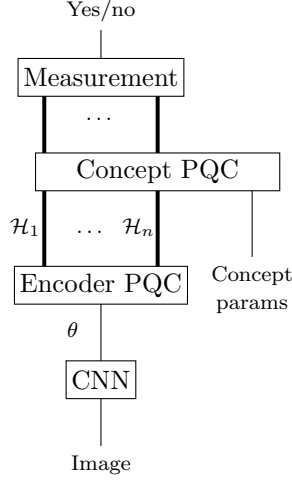 Yes/no
Measurement
...
Concept PQC
ℋ₁ ... ℋₙ
Encoder PQC
Concept
params
θ
CNN
Image